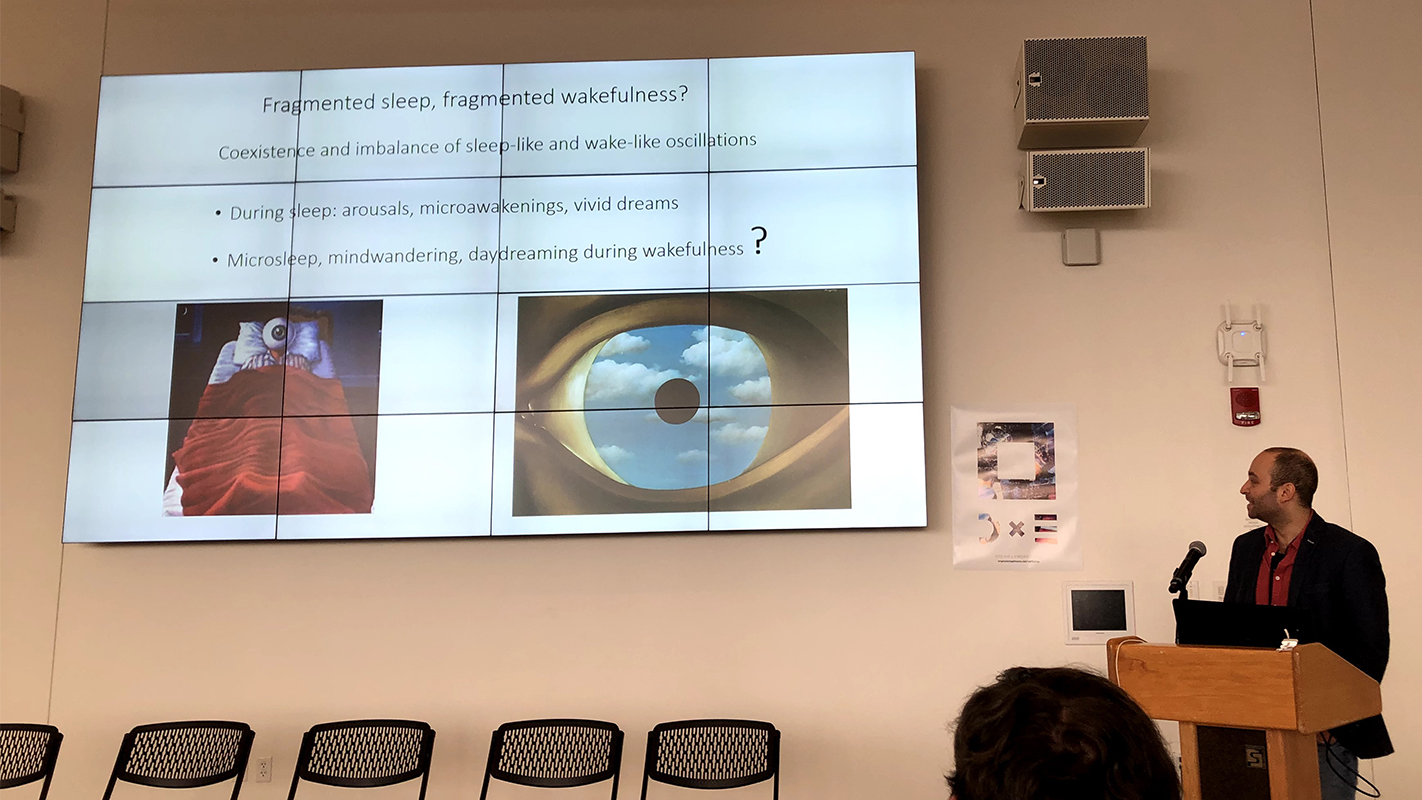 Fragmented sleep, fragmented wakefulness?
Coexistence and imbalance of sleep-like and wake-like oscillations
• During sleep: arousals, microawakenings, vivid dreams
• Microsleep, mindwandering, daydreaming during wakefulness ?
FIRE